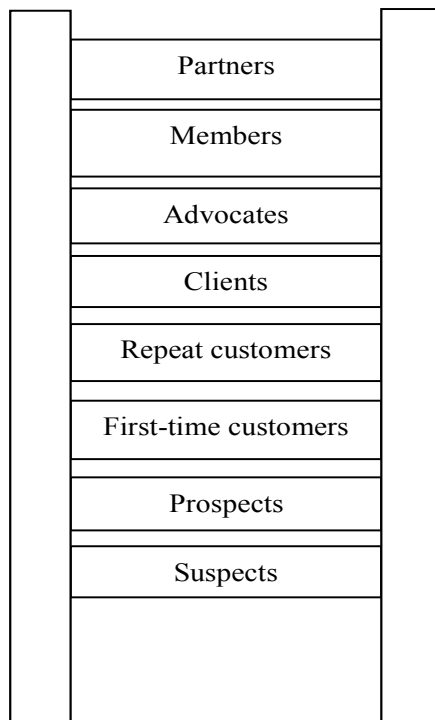 Partners
Members
Advocates
Clients
Repeat customers
First-time customers
Prospects
Suspects